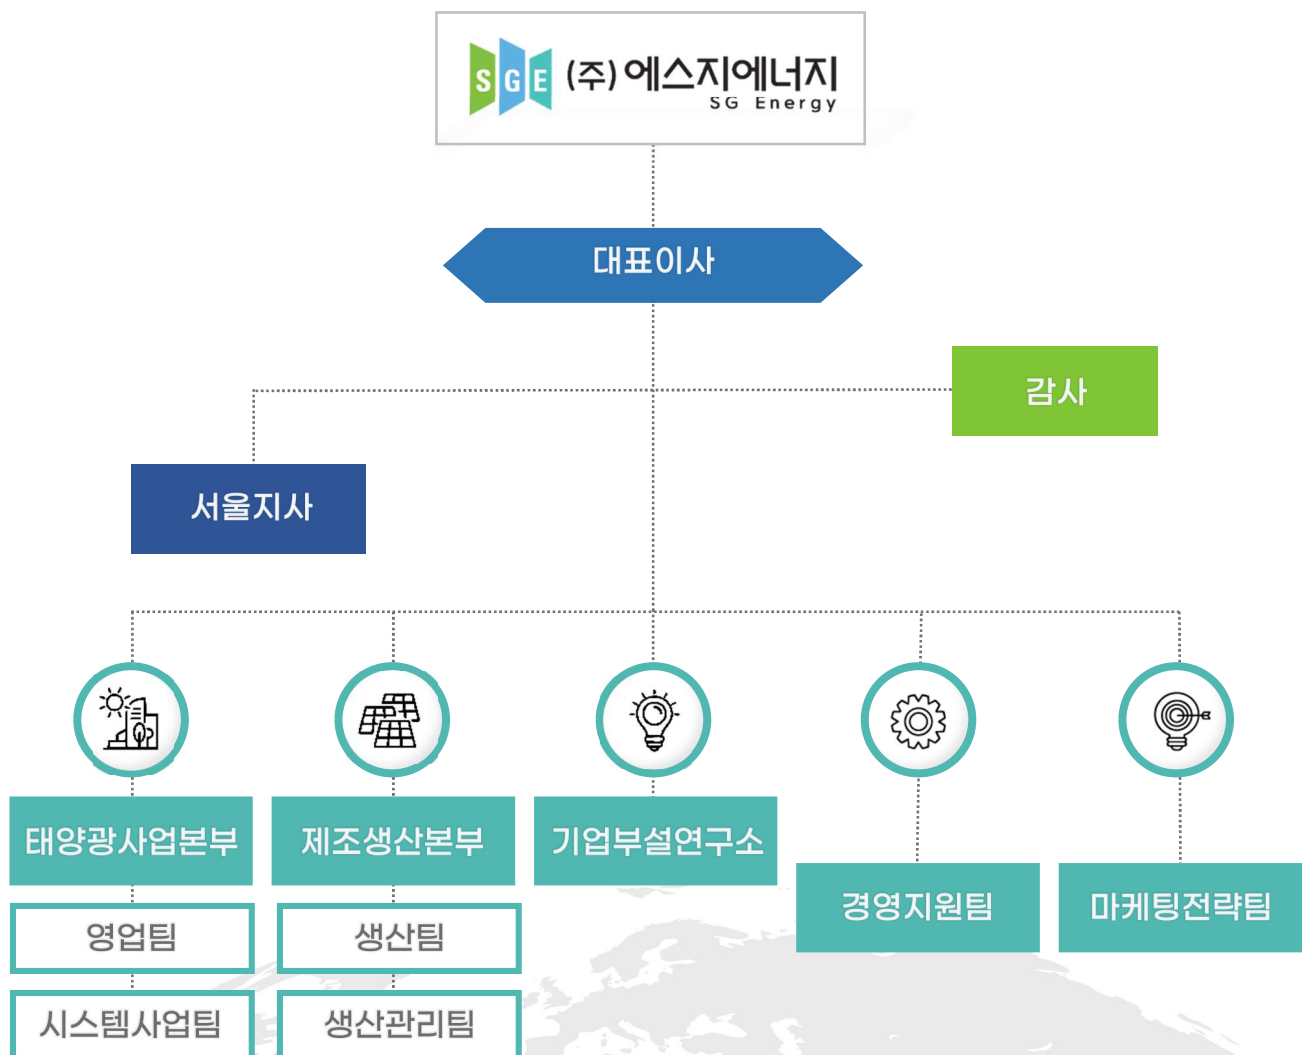 SGE (주)에스지에너지
SG Energy
대표이사
감사
서울지사
태양광사업본부
제조생산본부
기업부설연구소
경영지원팀
마케팅전략팀
영업팀
생산팀
시스템사업팀
생산관리팀